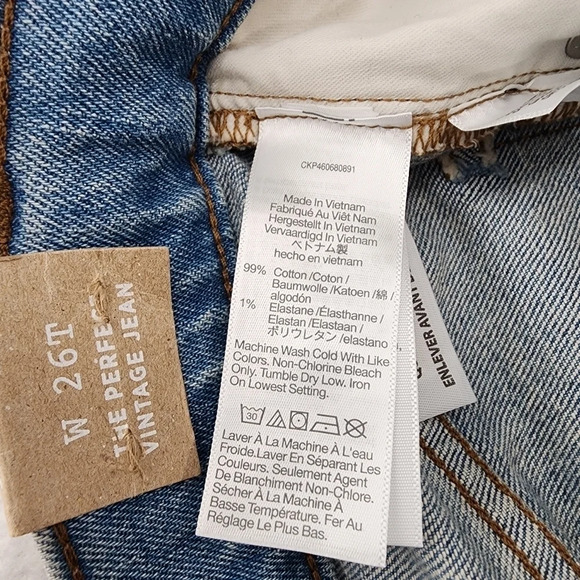 CKP460680891
Made In Vietnam
Fabriqué Au Viêt Nam
Hergestellt In Vietnam
Vervaardigd In Vietnam
ベトナム製
hecho en vietnam
99% Cotton /Coton /
Baumwolle /Katoen /綿 /
algodón
1% Elastane /Élasthanne /
Elastan /Elastaan /
ポリウレタン /elastano
Machine Wash Cold With Like
Colors. Non-Chlorine Bleach
Only. Tumble Dry Low. Iron
On Lowest Setting.
30
Laver À La Machine À L'eau
Froide.Laver En Séparant Les
Couleurs. Seulement Agent
De Blanchiment Non-Chloré.
Sécher À La Machine À
Basse Température. Fer Au
Réglage Le Plus Bas.
W 26T
THE PERFECT
VINTAGE JEAN
ENLEVER AVANT